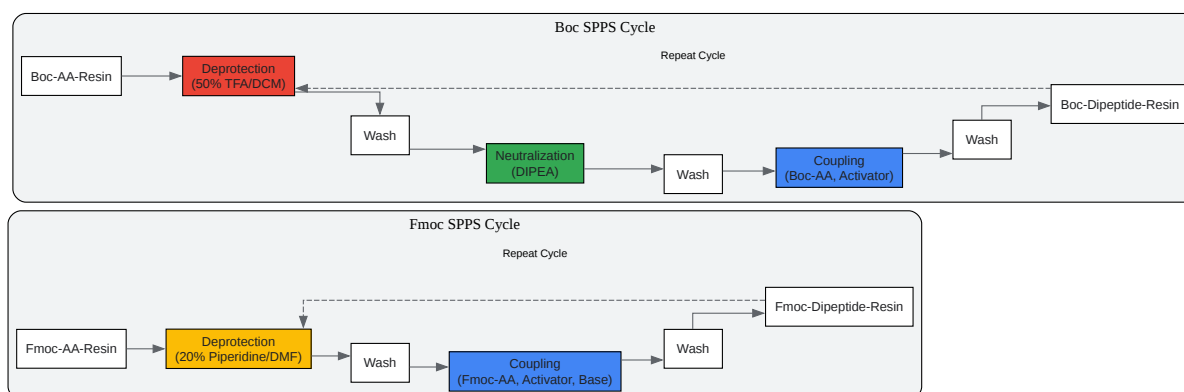 Boc SPPS Cycle
Repeat Cycle
Boc-AA-Resin
Deprotection
(50% TFA/DCM)
Wash
Neutralization
(DIPEA)
Wash
Coupling
(Boc-AA, Activator)
Wash
Boc-Dipeptide-Resin
Fmoc SPPS Cycle
Repeat Cycle
Fmoc-AA-Resin
Deprotection
(20% Piperidine/DMF)
Wash
Coupling
(Fmoc-AA, Activator, Base)
Wash
Fmoc-Dipeptide-Resin